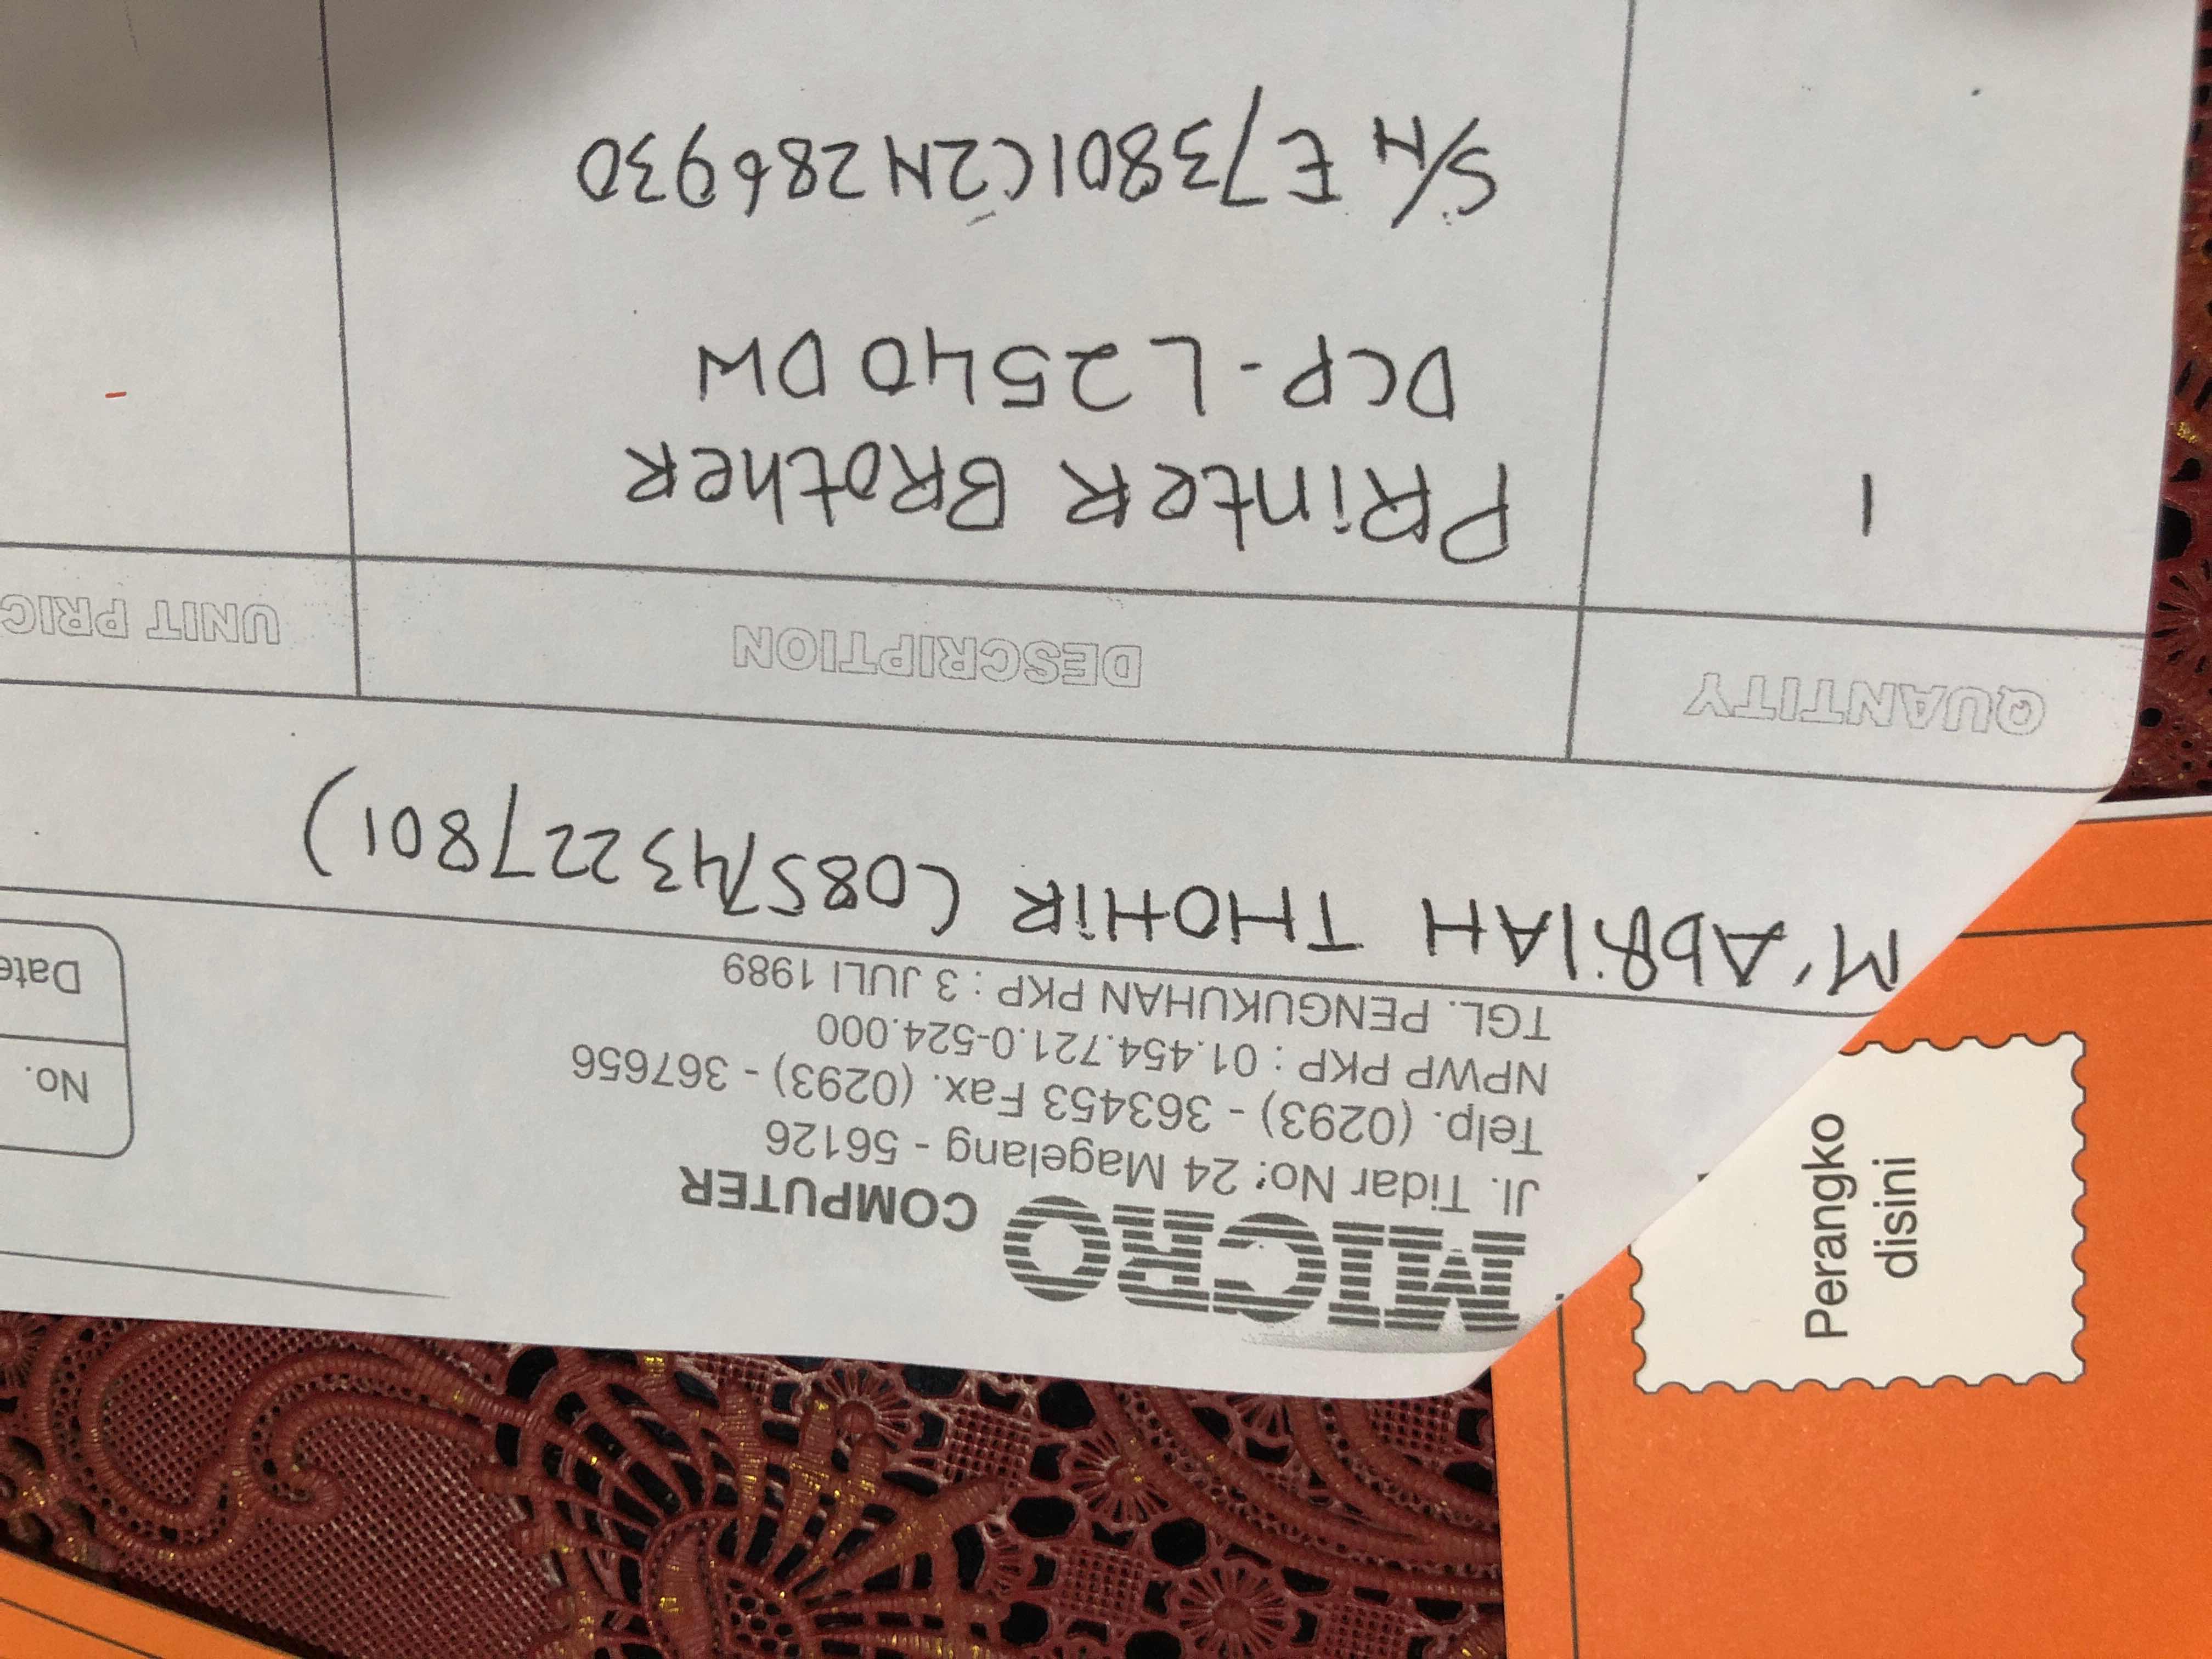 MICRO COMPUTER
Jl. Tidar No. 24 Magelang - 56126
Telp. (0293) - 363453 Fax. (0293) - 367656
NPWP PKP : 01.454.721.0-524.000
TGL. PENGUKUHAN PKP : 3 JULI 1989
No.
Date
THOHIR (085743227801)
QUANTITY DESCRIPTION UNIT PRIC
1 PRinteR BRotheR
DCP-L2540DW
S/N E73801C2N286930
-
Perangko
disini